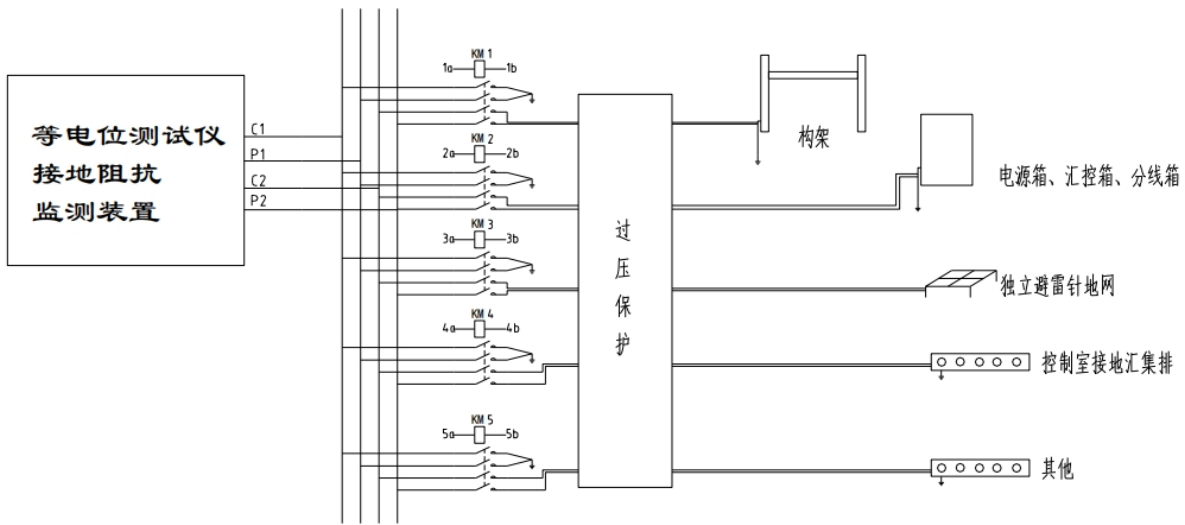 等电位测试仪
接地阻抗
监测装置
C1
P1
C2
P2
KM 1
1a
1b
KM 2
2a
2b
KM 3
3a
3b
KM 4
4a
4b
KM 5
5a
5b
过
压
保
护
构架
电源箱、汇控箱、分线箱
独立避雷针地网
控制室接地汇集排
其他